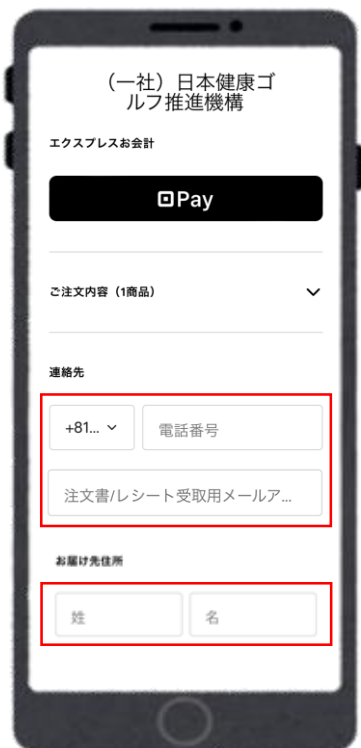 （一社）日本健康ゴ
ルフ推進機構
エクスプレスお会計
Pay
ご注文内容（1商品）
連絡先
+81...
電話番号
注文書/レシート受取用メールア...
お届け先住所
姓
名